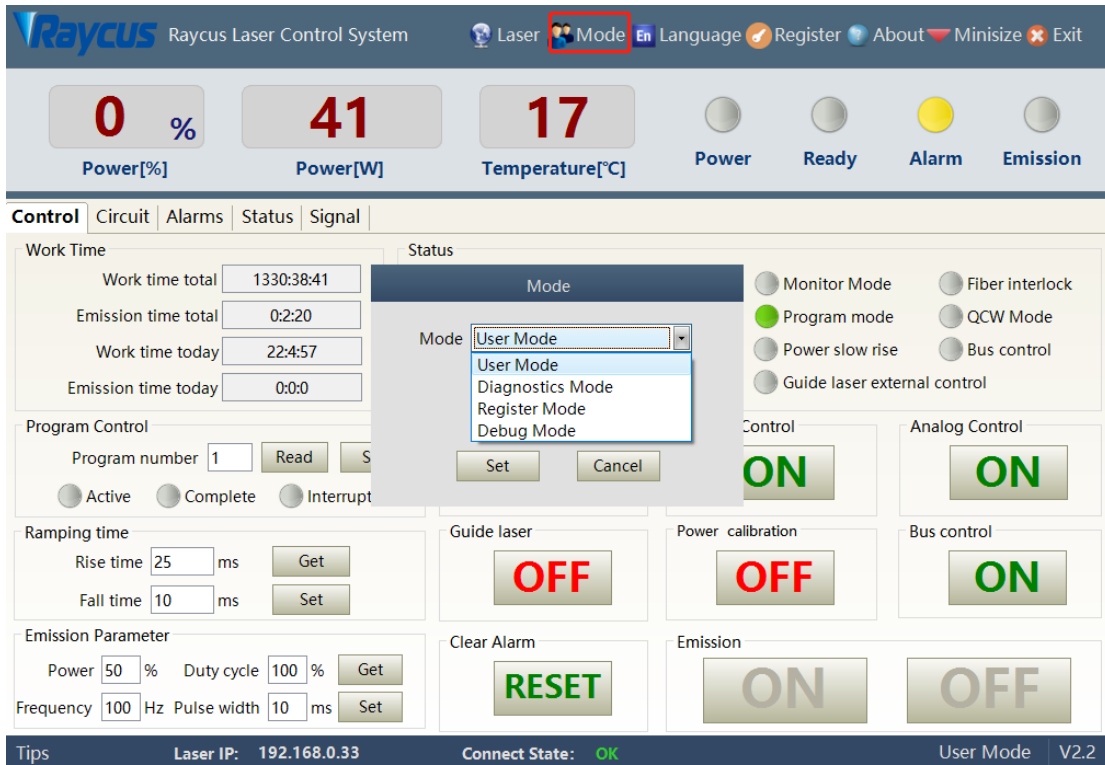 Raycus Raycus Laser Control System Laser Mode En Language Register About Minisize Exit
0 % 41 17
Power[%] Power[W] Temperature[℃] Power Ready Alarm Emission
Control Circuit Alarms Status Signal
Work Time Status
Work time total 1330:38:41
Emission time total 0:2:20
Work time today 22:4:57
Emission time today 0:0:0
Mode
Mode User Mode
User Mode
Diagnostics Mode
Register Mode
Debug Mode
Set Cancel
Monitor Mode Fiber interlock
Program mode QCW Mode
Power slow rise Bus control
Guide laser external control
Program Control
Program number 1 Read S
Active Complete Interrupt
Control
ON
Analog Control
ON
Ramping time
Rise time 25 ms Get
Fall time 10 ms Set
Guide laser
OFF
Power calibration
OFF
Bus control
ON
Emission Parameter
Power 50 % Duty cycle 100 % Get
Frequency 100 Hz Pulse width 10 ms Set
Clear Alarm
RESET
Emission
ON OFF
Tips Laser IP: 192.168.0.33 Connect State: OK User Mode V2.2